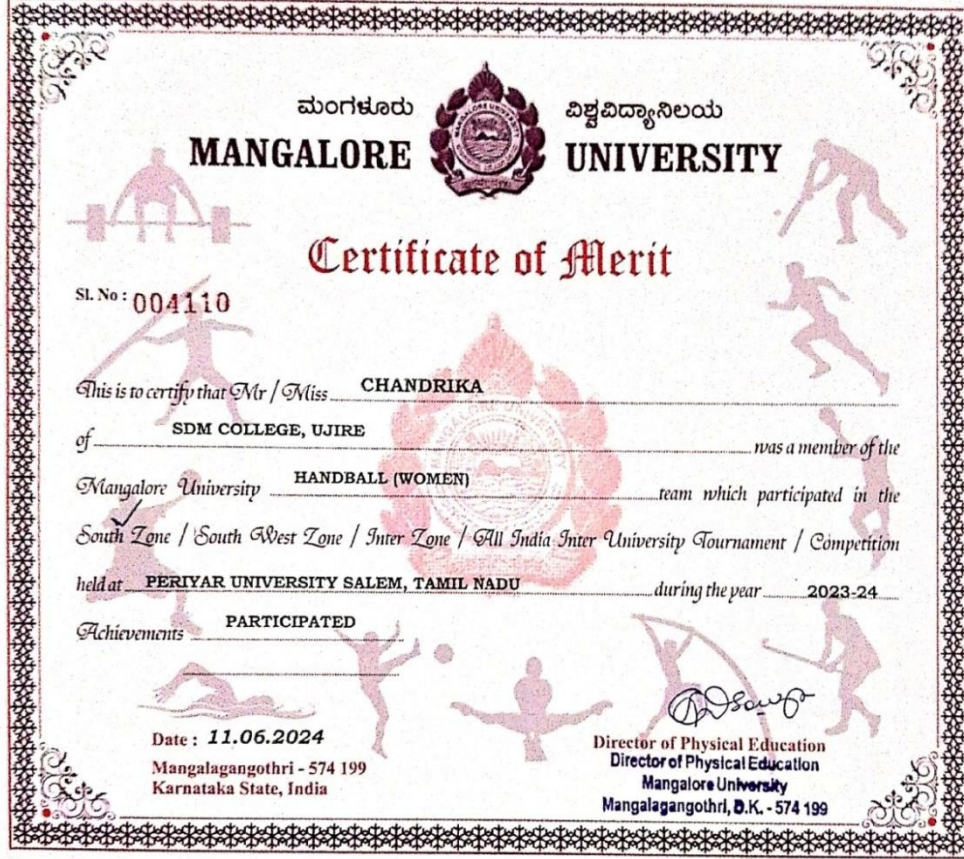 ಮಂಗಳೂರು ವಿಶ್ವವಿದ್ಯಾನಿಲಯ
MANGALORE UNIVERSITY
Certificate of Merit
Sl. No : 004110
This is to certify that Mr / Miss CHANDRIKA
of SDM COLLEGE, UJIRE was a member of the
Mangalore University HANDBALL (WOMEN) team which participated in the
South Zone / South West Zone / Inter Zone / All India Inter University Tournament / Competition
held at PERIYAR UNIVERSITY SALEM, TAMIL NADU during the year 2023-24
Achievements PARTICIPATED
Date : 11.06.2024
Mangalagangothri - 574 199
Karnataka State, India
Director of Physical Education
Director of Physical Education
Mangalore University
Mangalagangothri, D.K. - 574 199